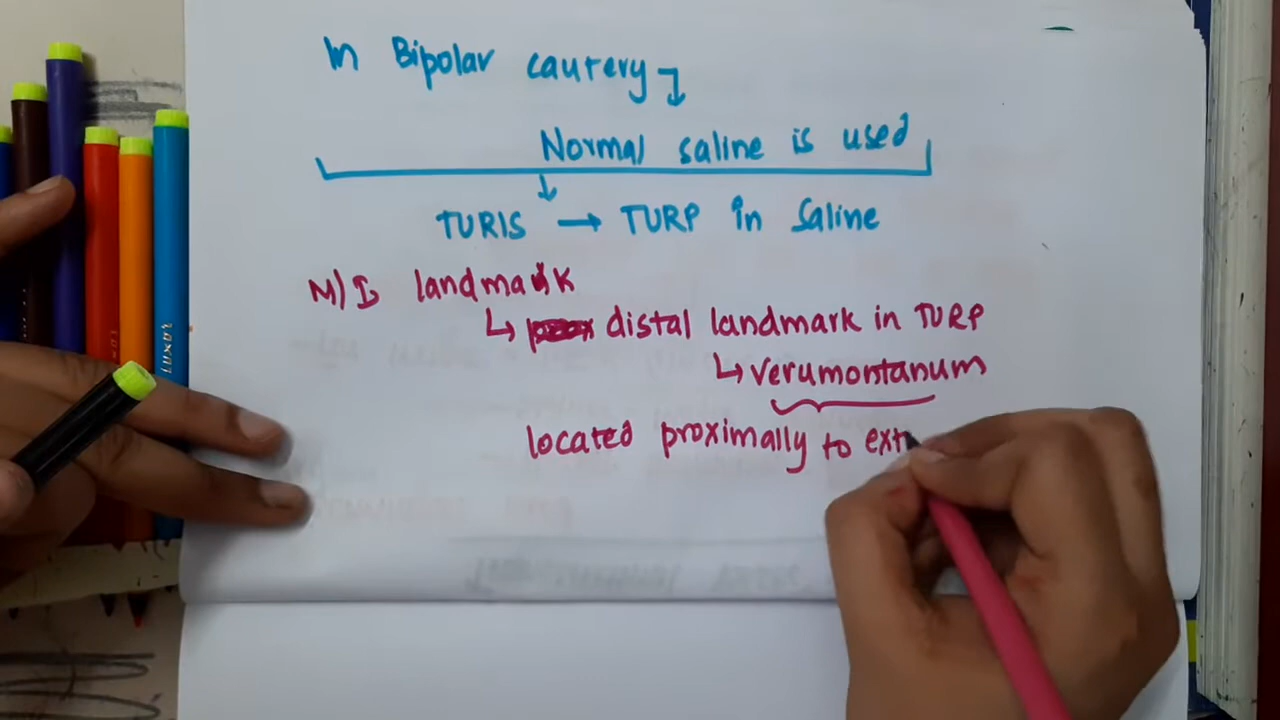 In Bipolar cautery
Normal saline is used
TURIS → TURP in saline
M/I landmark
↳ distal landmark in TURP
↳ verumontanum
located proximally to ext